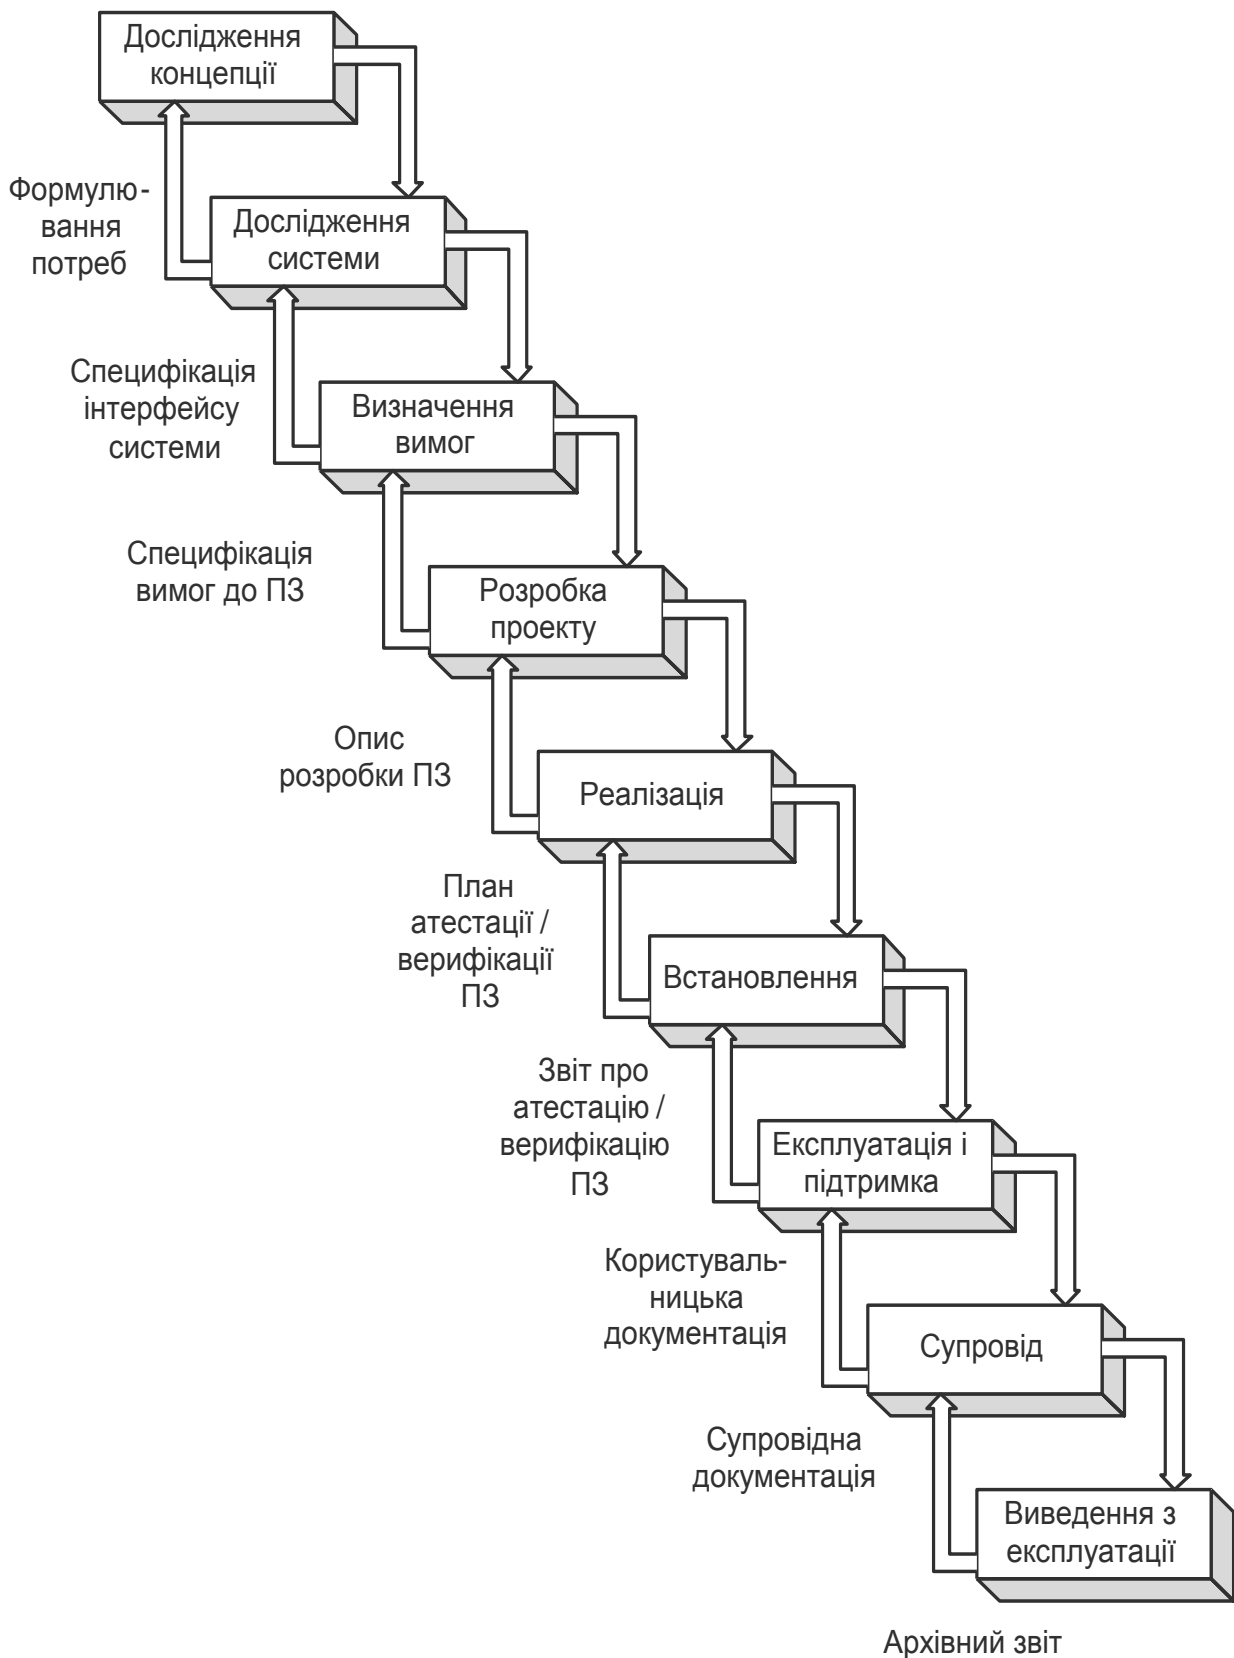 Дослідження
концепції
Формулю-
вання
потреб
Дослідження
системи
Специфікація
інтерфейсу
системи
Визначення
вимог
Специфікація
вимог до ПЗ
Розробка
проекту
Опис
розробки ПЗ
Реалізація
План
атестації /
верифікації
ПЗ
Встановлення
Звіт про
атестацію /
верифікацію
ПЗ
Експлуатація і
підтримка
Користуваль-
ницька
документація
Супровід
Супровідна
документація
Виведення з
експлуатації
Архівний звіт